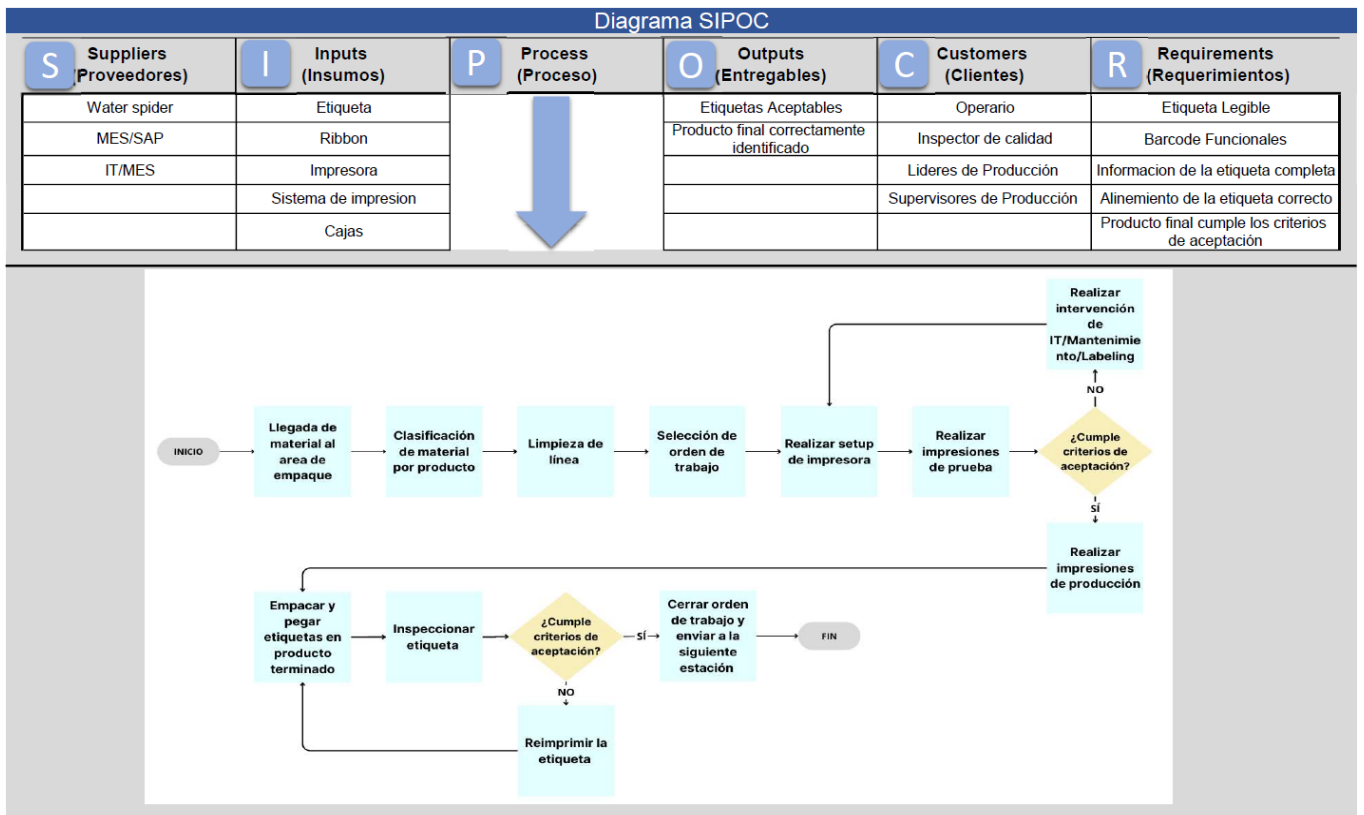 Diagrama SIPOC
S
Suppliers
(Proveedores)
I
Inputs
(Insumos)
P
Process
(Proceso)
O
Outputs
(Entregables)
C
Customers
(Clientes)
R
Requirements
(Requerimientos)
Water spider
Etiqueta
Etiquetas Aceptables
Operario
Etiqueta Legible
MES/SAP
Ribbon
Producto final correctamente
identificado
Inspector de calidad
Barcode Funcionales
IT/MES
Impresora
Lideres de Producción
Informacion de la etiqueta completa
Sistema de impresion
Supervisores de Producción
Alinemiento de la etiqueta correcto
Cajas
Producto final cumple los criterios
de aceptación
Realizar
intervención
de
IT/Mantenimie
nto/Labeling
NO
INICIO
Llegada de
material al
area de
empaque
Clasificación
de material
por producto
Limpieza de
línea
Selección de
orden de
trabajo
Realizar setup
de impresora
Realizar
impresiones
de prueba
¿Cumple
criterios de
aceptación?
SÍ
Realizar
impresiones
de producción
Empacar y
pegar
etiquetas en
producto
terminado
Inspeccionar
etiqueta
¿Cumple
criterios de
aceptación?
SÍ
Cerrar orden
de trabajo y
enviar a la
siguiente
estación
FIN
NO
Reimprimir la
etiqueta